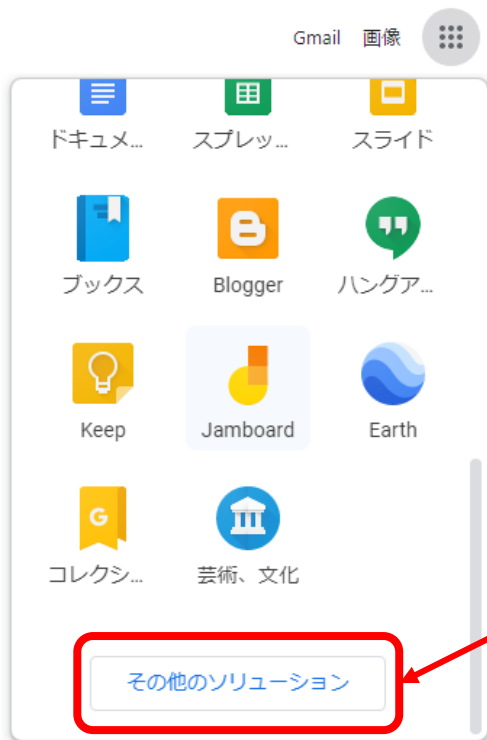 Gmail 画像
ドキュメ... スプレッ... スライド
ブックス Blogger ハングア...
Keep Jamboard Earth
G
コレクシ... 芸術、文化
その他のソリューション